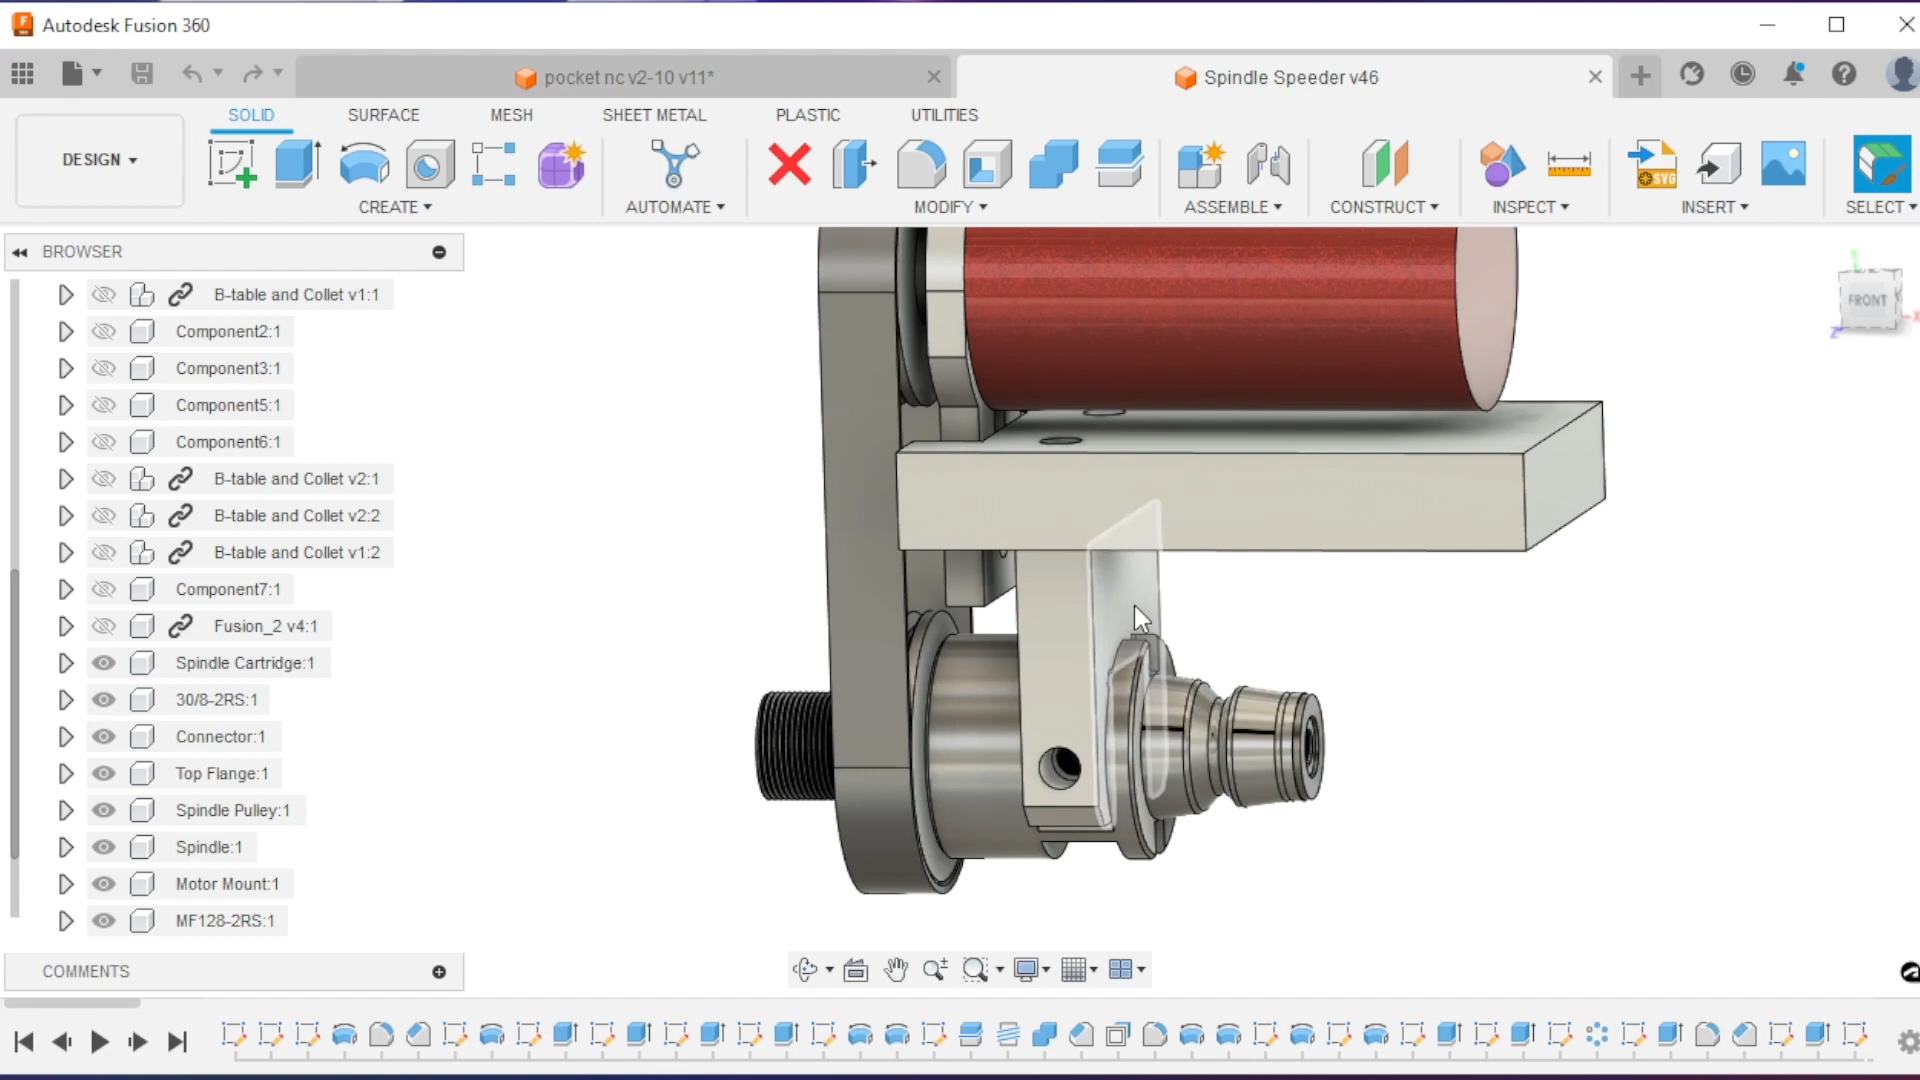 Autodesk Fusion 360
pocket nc v2-10 v11*
Spindle Speeder v46
SOLID
SURFACE
MESH
SHEET METAL
PLASTIC
UTILITIES
DESIGN
SVG
CREATE
AUTOMATE
MODIFY
ASSEMBLE
CONSTRUCT
INSPECT
INSERT
SELECT
BROWSER
B-table and Collet v1:1
Component2:1
Component3:1
Component5:1
Component6:1
B-table and Collet v2:1
B-table and Collet v2:2
B-table and Collet v1:2
Component7:1
Fusion_2 v4:1
Spindle Cartridge:1
30/8-2RS:1
Connector:1
Top Flange:1
Spindle Pulley:1
Spindle:1
Motor Mount:1
MF128-2RS:1
Y
FRONT
X
Z
COMMENTS